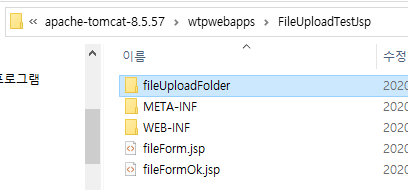 « apache-tomcat-8.5.57 > wtpwebapps > FileUploadTestJsp
이름 수정
프로그램
fileUploadFolder 2020
META-INF 2020
WEB-INF 2020
fileForm.jsp 2020
fileFormOk.jsp 2020